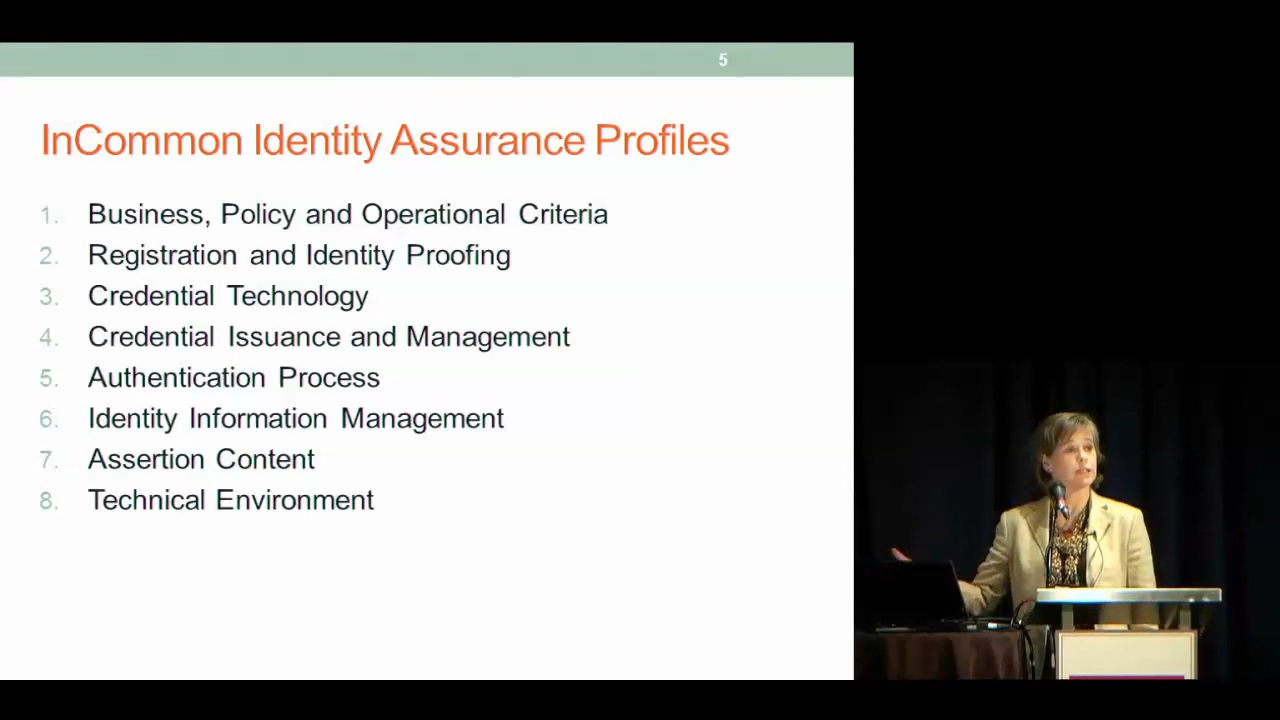 5
InCommon Identity Assurance Profiles
1. Business, Policy and Operational Criteria
2. Registration and Identity Proofing
3. Credential Technology
4. Credential Issuance and Management
5. Authentication Process
6. Identity Information Management
7. Assertion Content
8. Technical Environment